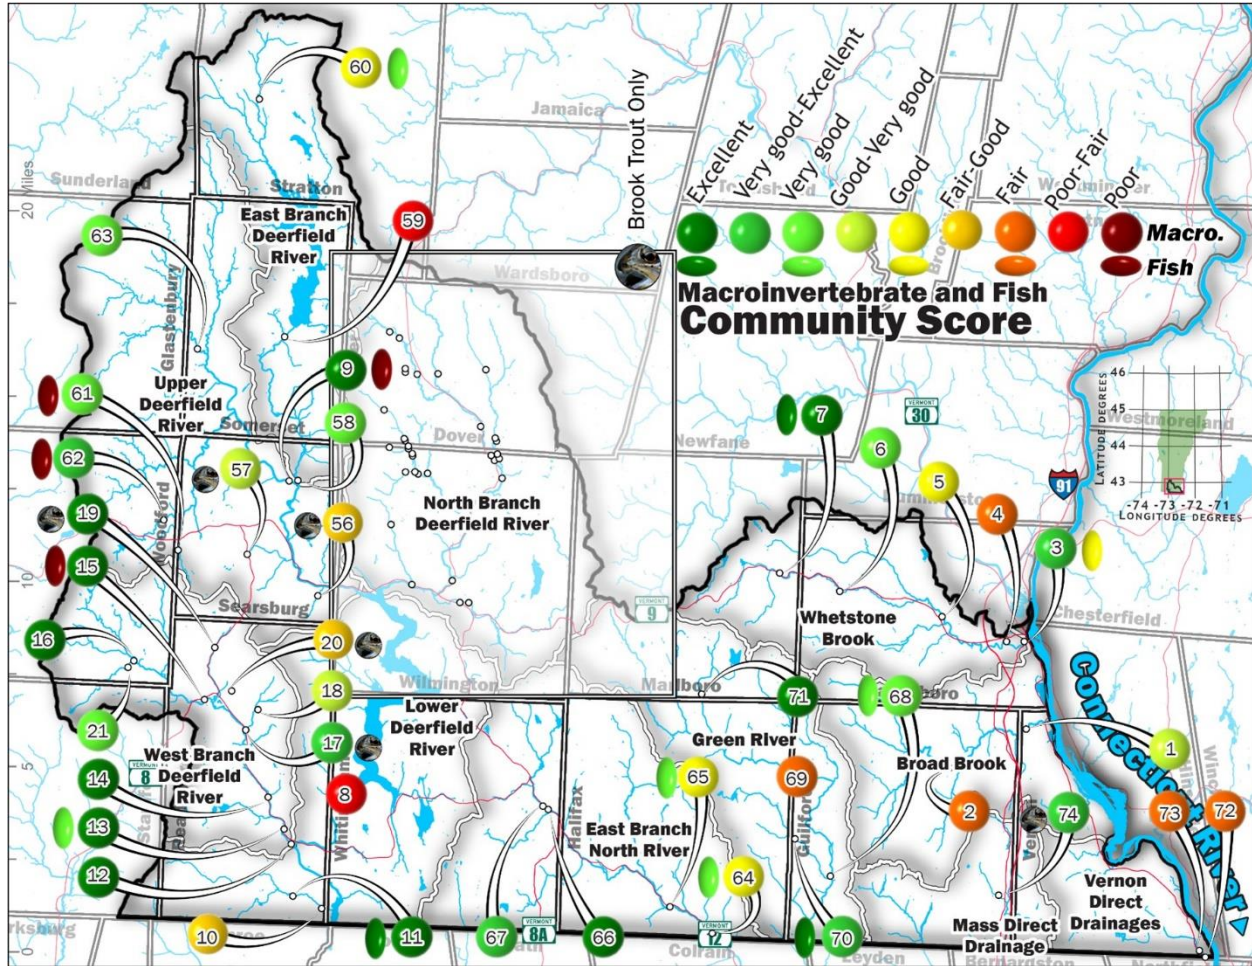 60
Jamaica
Brook Trout Only
Excellent
Very good-Excellent
Very good
Good-Very good
Good
Fair-Good
Fair
Poor-Fair
Poor
Macro.
Fish
Macroinvertebrate and Fish
Community Score
Sunderland
Stratton
20 Miles
East Branch
Deerfield
River
59
63
Wardsboro
Glastenbury
Upper
Deerfield
River
9
61
58
Somerset
Dover
Newfane
7
VERMONT
30
6
Westmoreland
91
LATITUDE DEGREES
46
45
44
43
-74 -73 -72 -71
LONGITUDE DEGREES
62
57
5
4
3
19
56
North Branch
Deerfield River
Woodford
15
10
Searsburg
VERMONT
9
Chesterfield
Whetstone
Brook
16
20
18
Wilmington
Marlboro
71
68
21
Lower
Deerfield
River
17
Green River
Broad Brook
1
West Branch
Deerfield
River
VERMONT
8
14
8
65
69
2
74
73
72
Connecticut River
13
Halifax
East Branch
North River
Guilford
12
64
Vernon
Direct
Drainages
Mass Direct
Drainage
10
11
67
VERMONT
8A
66
Colrain
VERMONT
12
70
Leyden
Bernardston
0
5